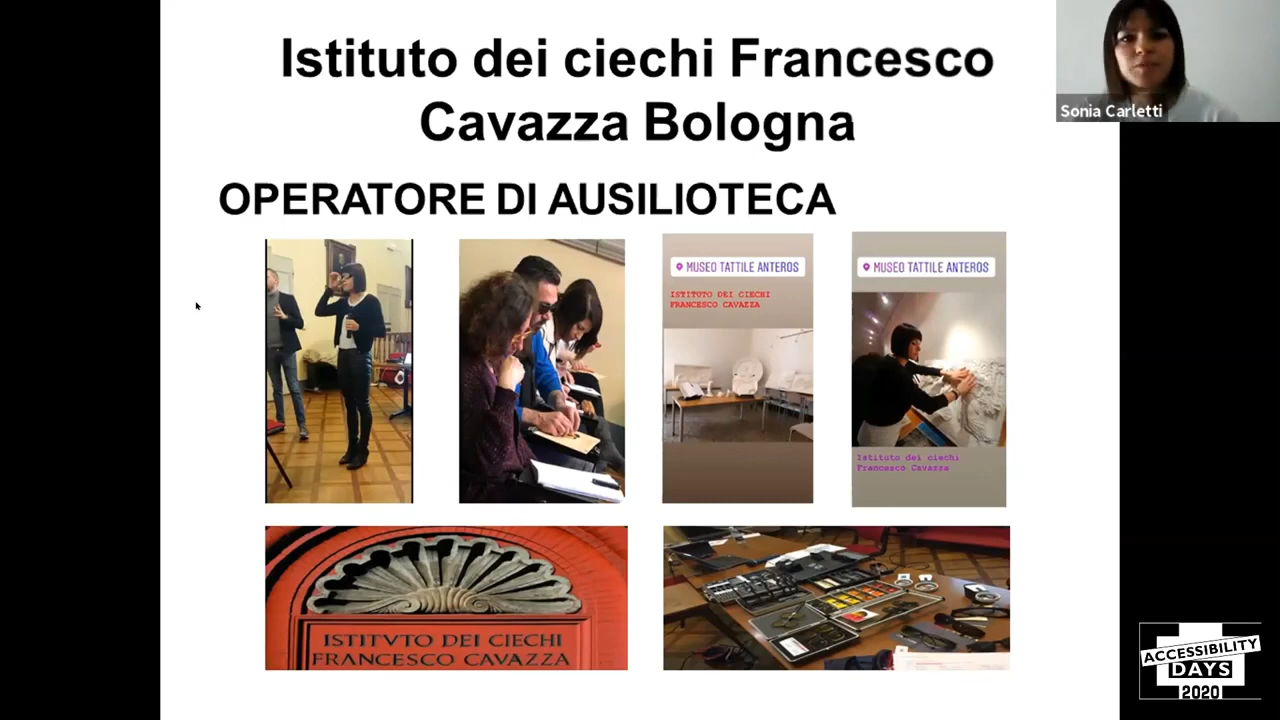 Istituto dei ciechi Francesco
Cavazza Bologna
Sonia Carletti
OPERATORE DI AUSILIOTECA
MUSEO TATTILE ANTEROS
ISTITUTO DEI CIECHI
FRANCESCO CAVAZZA
MUSEO TATTILE ANTEROS
Istituto dei ciechi
Francesco Cavazza
ISTITVTO DEI CIECHI
FRANCESCO CAVAZZA
ACCESSIBILITY
DAYS
2020